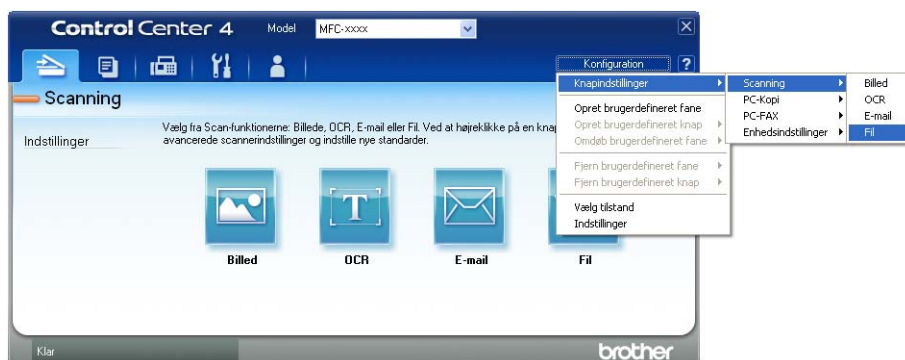 Control Center 4 Model MFC-xxxx
Konfiguration ?
Scanning
Indstillinger
Vælg fra Scan-funktionerne: Billede, OCR, E-mail eller Fil. Ved at højreklikke på en knap
avancerede scannerindstillinger og indstille nye standarder.
T
Billed OCR E-mail Fil
Knapindstillinger
Opret brugerdefineret fane
Opret brugerdefineret knap
Omdøb brugerdefineret fane
Fjern brugerdefineret fane
Fjern brugerdefineret knap
Vælg tilstand
Indstillinger
Scanning
PC-Kopi
PC-FAX
Enhedsindstillinger
Billed
OCR
E-mail
Fil
Klar
brother